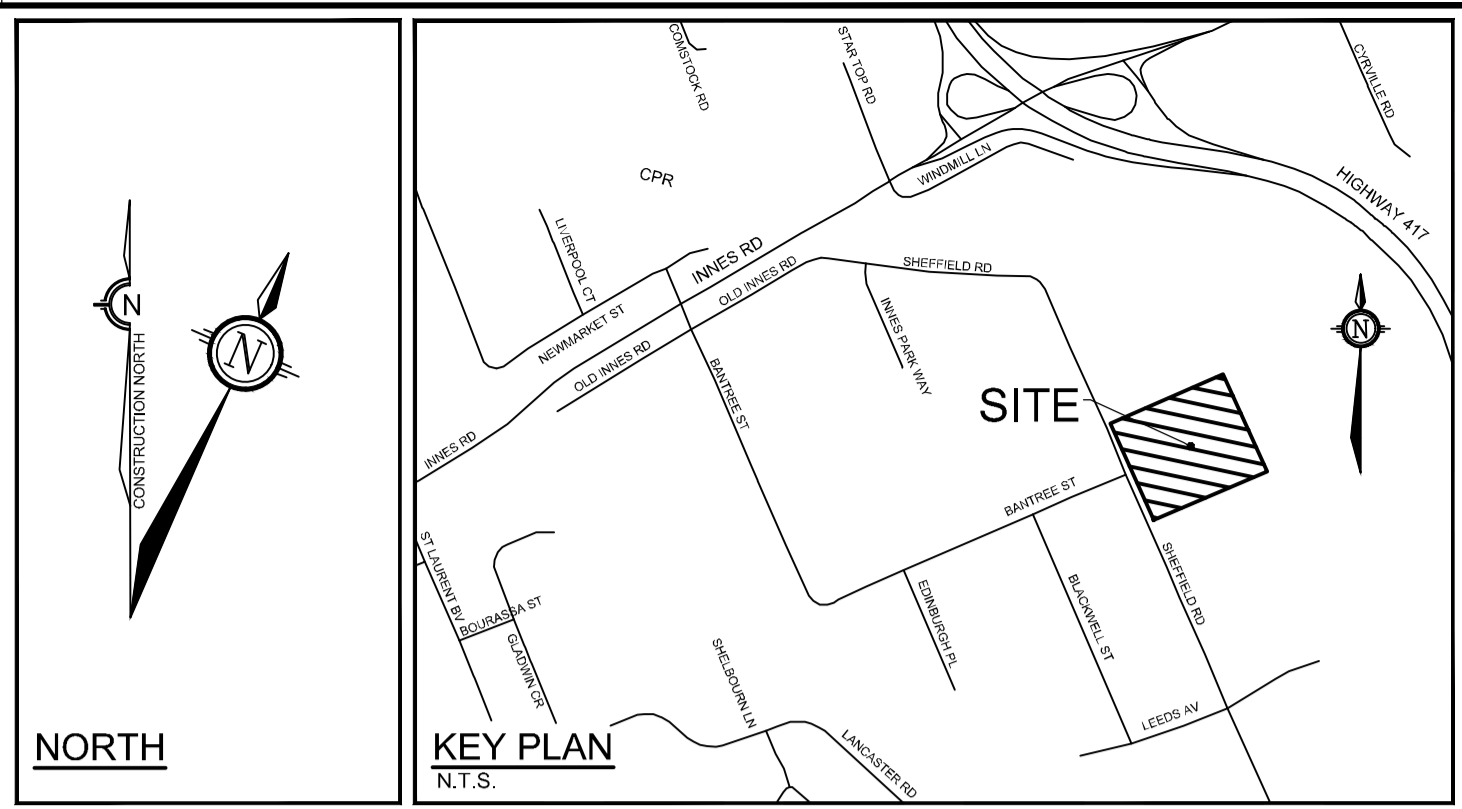 N
CONSTRUCTION NORTH
N
NORTH
COMSTOCK RD
STAR TOP RD
CYRVILLE RD
CPR
WINDMILL LN
HIGHWAY 417
LIVERPOOL CT
INNES RD
OLD INNES RD
SHEFFIELD RD
NEWMARKET ST
INNES PARK WAY
N
OLD INNES RD
BANTREE ST
SITE
INNES RD
BANTREE ST
ST LAURENT BV
BOURASSA ST
GLADWIN CR
EDINBURGH PL
BLACKWELL ST
SHEFFIELD RD
SHELBOURN LN
LEEDS AV
LANCASTER RD
KEY PLAN
N.T.S.